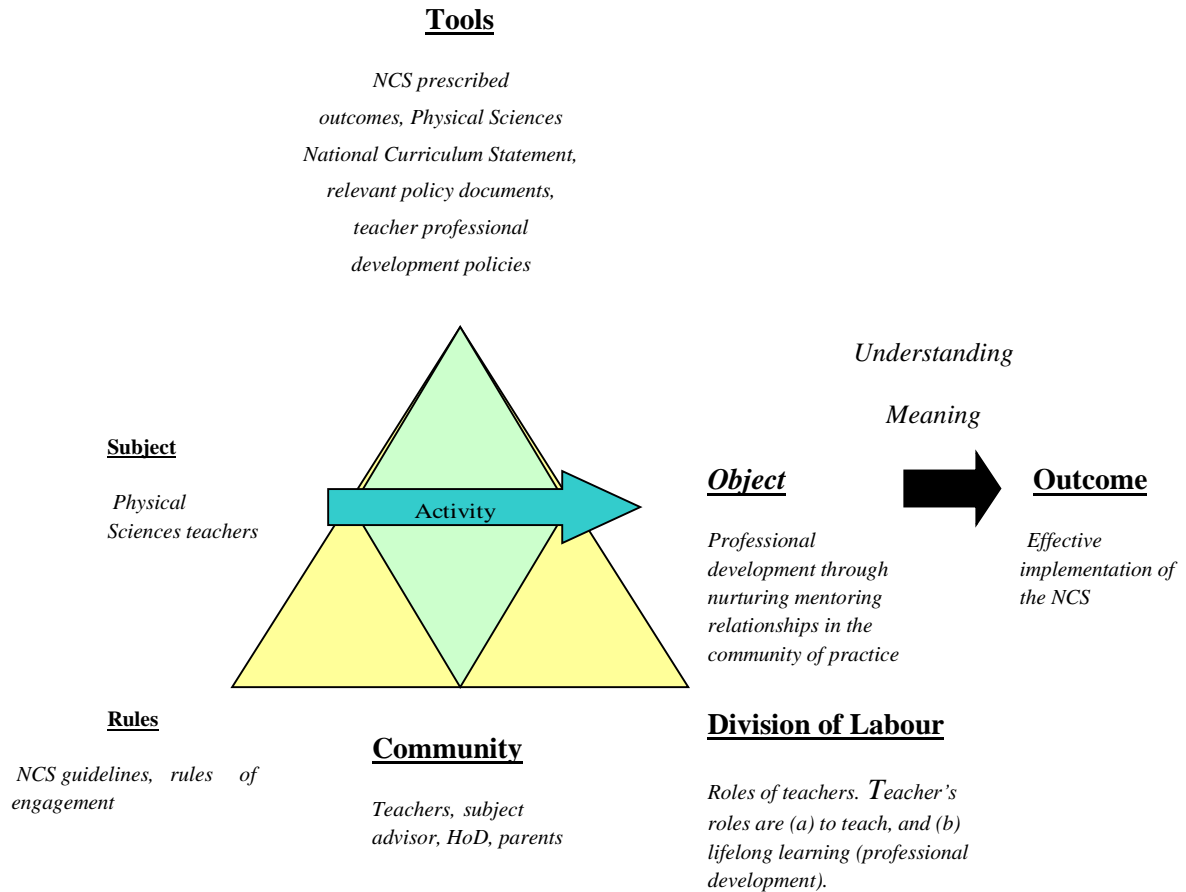 Tools
NCS prescribed
outcomes, Physical Sciences
National Curriculum Statement,
relevant policy documents,
teacher professional
development policies
Understanding
Meaning
Subject
Physical
Sciences teachers
Activity
Object
Professional
development through
nurturing mentoring
relationships in the
community of practice
Outcome
Effective
implementation of
the NCS
Rules
NCS guidelines, rules of
engagement
Community
Teachers, subject
advisor, HoD, parents
Division of Labour
Roles of teachers. Teacher's
roles are (a) to teach, and (b)
lifelong learning (professional
development).